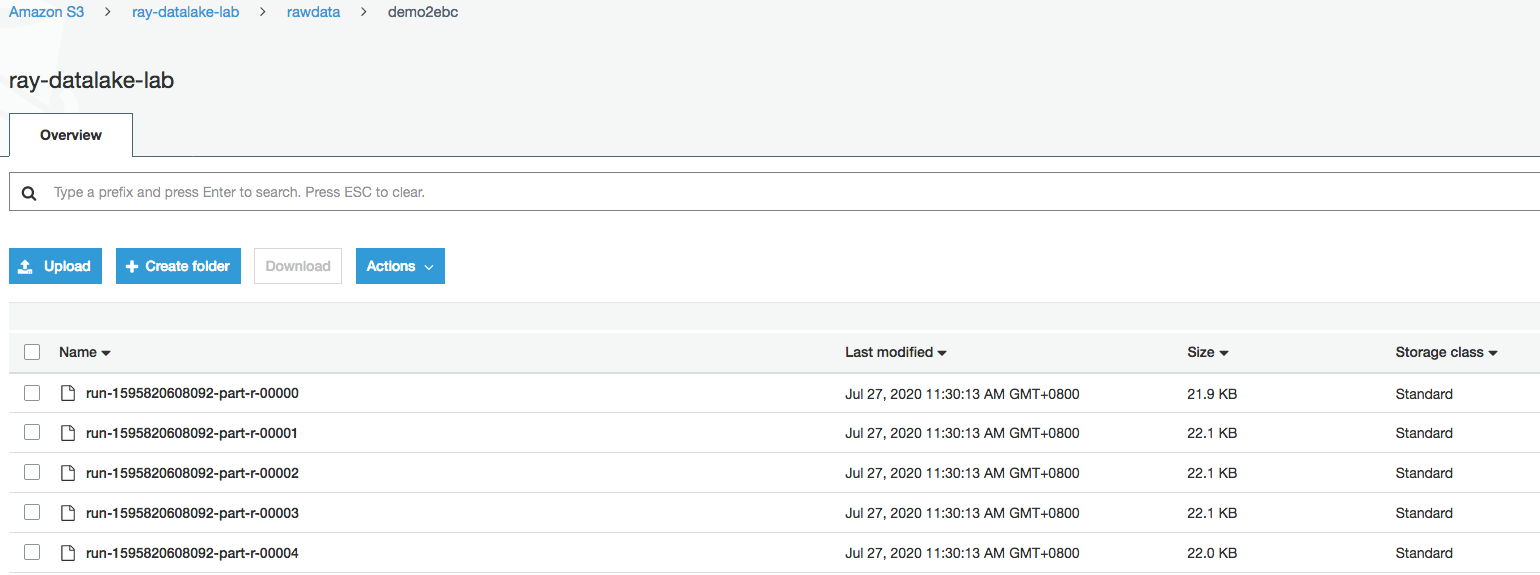 Amazon S3 > ray-datalake-lab > rawdata > demo2ebc
ray-datalake-lab
Overview
Type a prefix and press Enter to search. Press ESC to clear.
Upload + Create folder Download Actions
Name Last modified Size Storage class
run-1595820608092-part-r-00000 Jul 27, 2020 11:30:13 AM GMT+0800 21.9 KB Standard
run-1595820608092-part-r-00001 Jul 27, 2020 11:30:13 AM GMT+0800 22.1 KB Standard
run-1595820608092-part-r-00002 Jul 27, 2020 11:30:13 AM GMT+0800 22.1 KB Standard
run-1595820608092-part-r-00003 Jul 27, 2020 11:30:13 AM GMT+0800 22.1 KB Standard
run-1595820608092-part-r-00004 Jul 27, 2020 11:30:13 AM GMT+0800 22.0 KB Standard